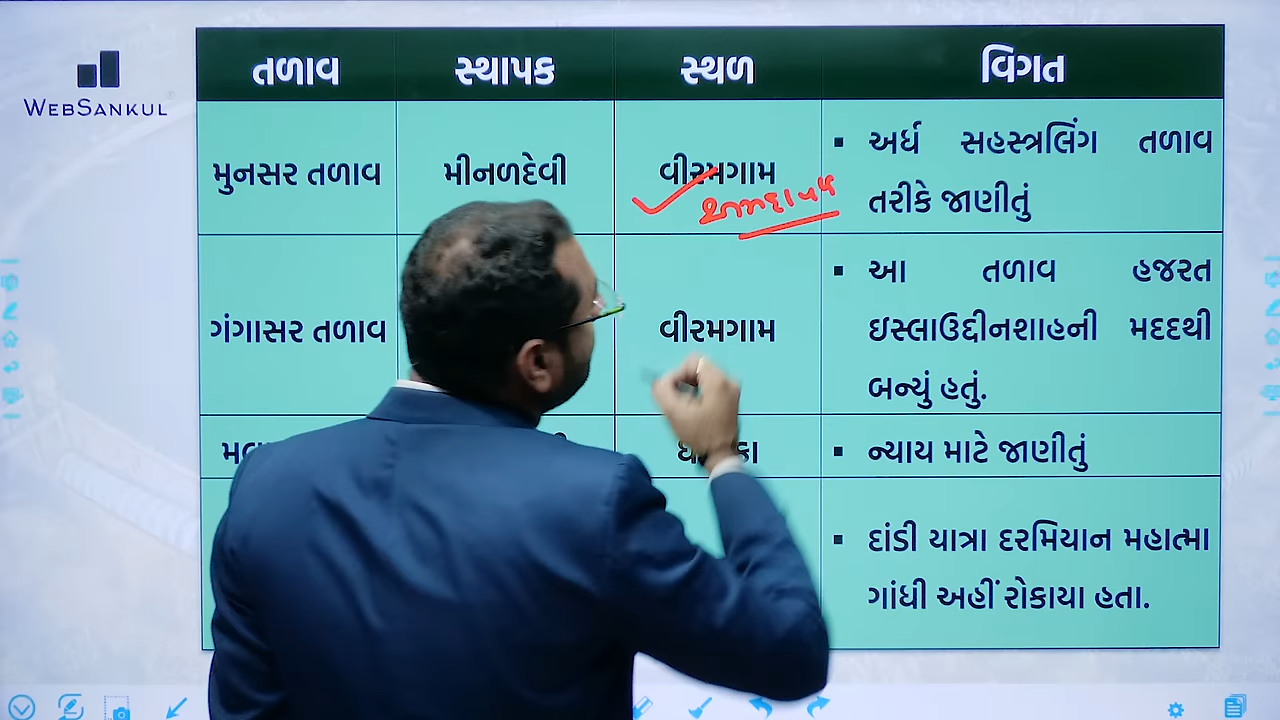 WEBSANKUL
તળાવ સ્થાપક સ્થળ વિગત
મુનસર તળાવ મીનળદેવી વીરમગામ
▪ અર્ધ સહસ્ત્રલિંગ તળાવ
તરીકે જાણીતું
અમદાવાદ
ગંગાસર તળાવ વીરમગામ
▪ આ તળાવ હજરત
ઇસ્લાઉદ્દીનશાહની મદદથી
બન્યું હતું.
▪ ન્યાય માટે જાણીતું
▪ દાંડી યાત્રા દરમિયાન મહાત્મા
ગાંધી અહીં રોકાયા હતા.